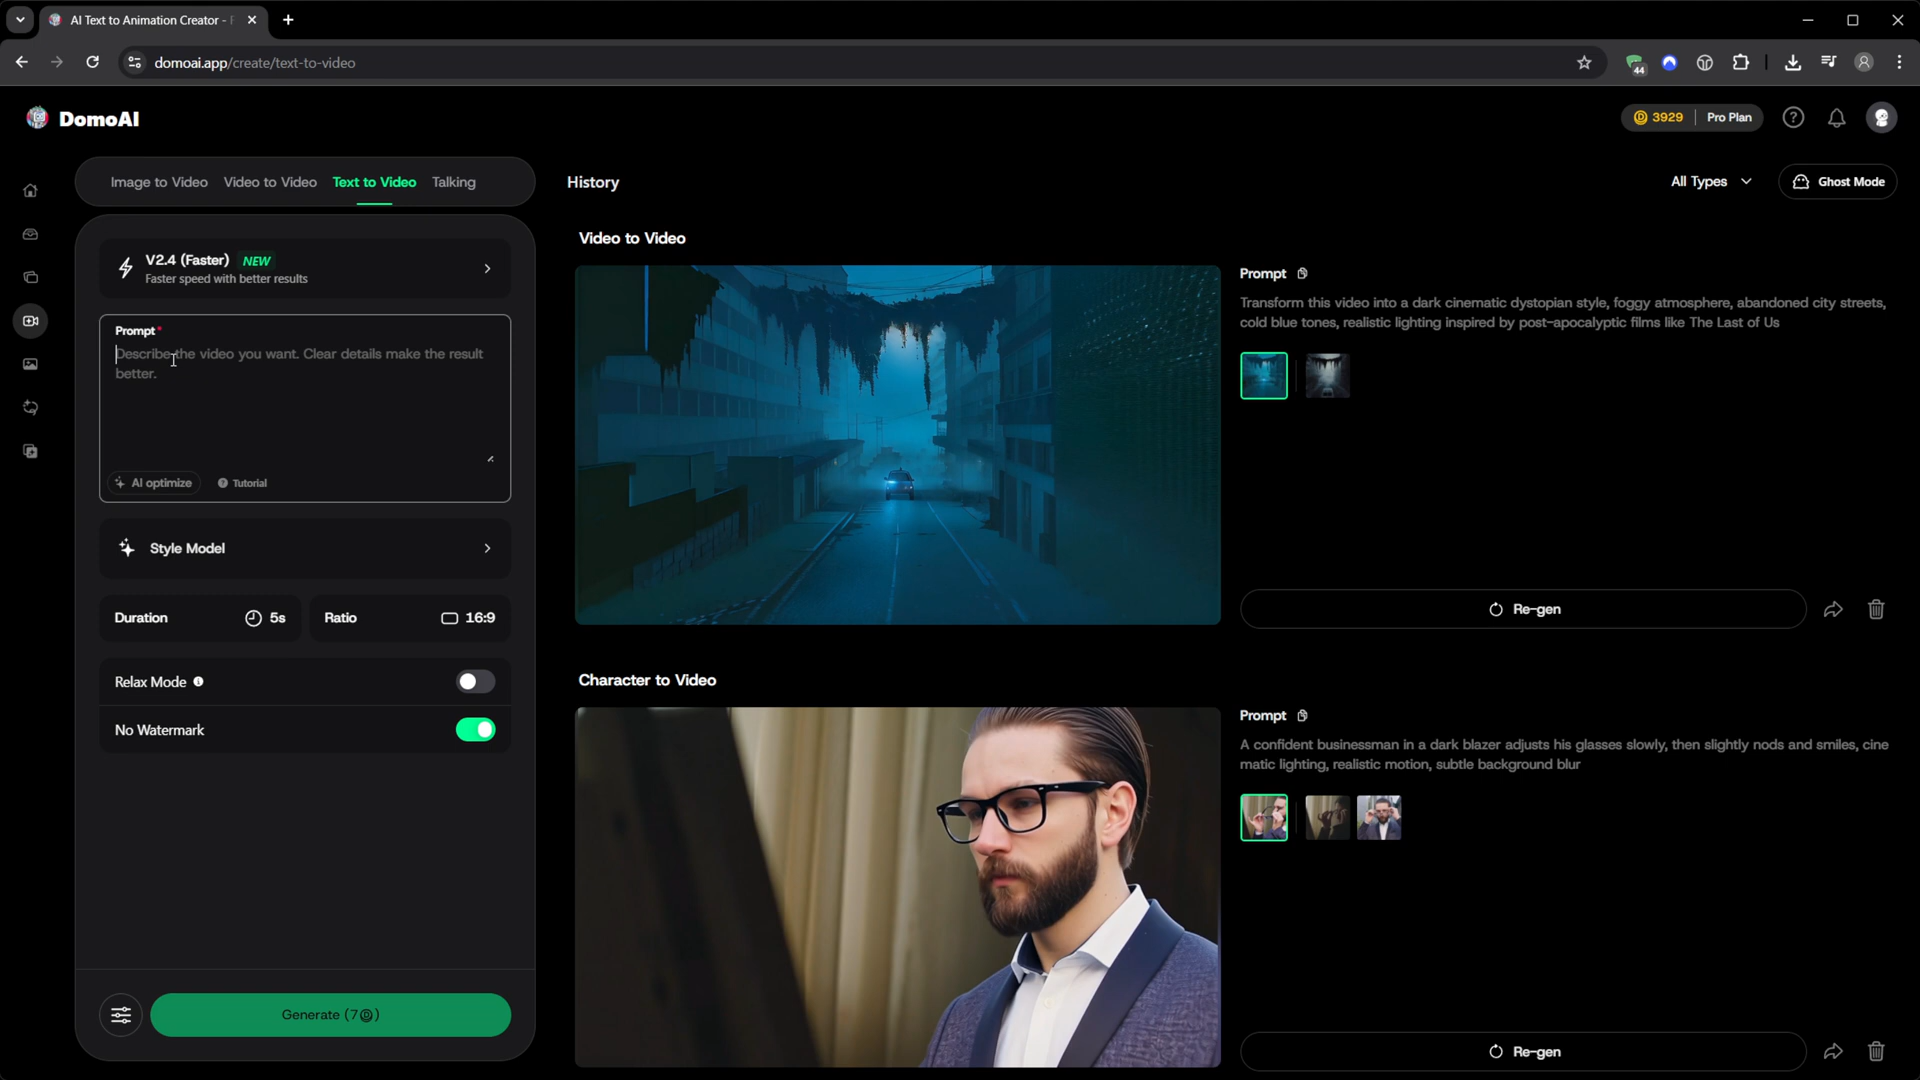 AI Text to Animation Creator - F
domoai.app/create/text-to-video
44
DomoAI
3929 | Pro Plan
Image to Video Video to Video Text to Video Talking
History
All Types
Ghost Mode
V2.4 (Faster) NEW
Faster speed with better results
Prompt*
Describe the video you want. Clear details make the result
better.
AI optimize
Tutorial
Style Model
Duration 5s
Ratio 16:9
Relax Mode
No Watermark
Generate (7)
Video to Video
Prompt
Transform this video into a dark cinematic dystopian style, foggy atmosphere, abandoned city streets,
cold blue tones, realistic lighting inspired by post-apocalyptic films like The Last of Us
Re-gen
Character to Video
Prompt
A confident businessman in a dark blazer adjusts his glasses slowly, then slightly nods and smiles, cine
matic lighting, realistic motion, subtle background blur
Re-gen